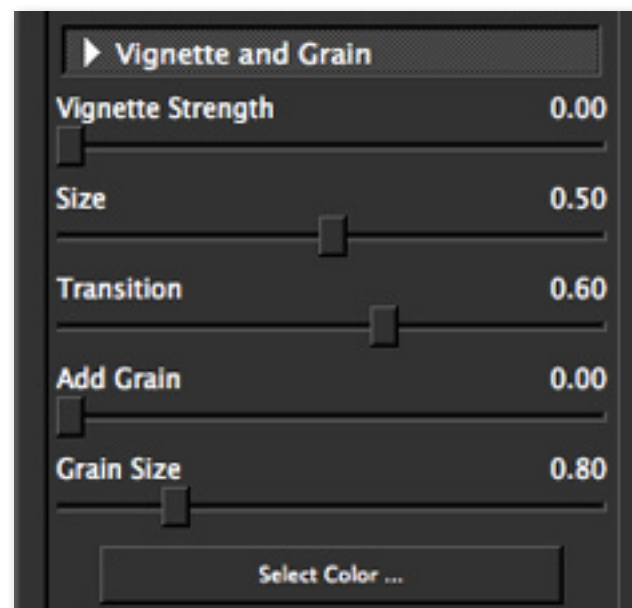 Vignette and Grain
Vignette Strength 0.00
Size 0.50
Transition 0.60
Add Grain 0.00
Grain Size 0.80
Select Color ...